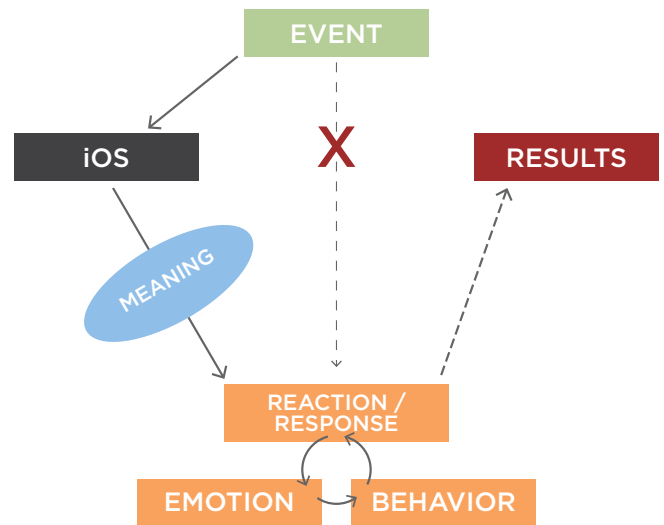 EVENT
X
iOS
RESULTS
MEANING
REACTION /
RESPONSE
EMOTION
BEHAVIOR